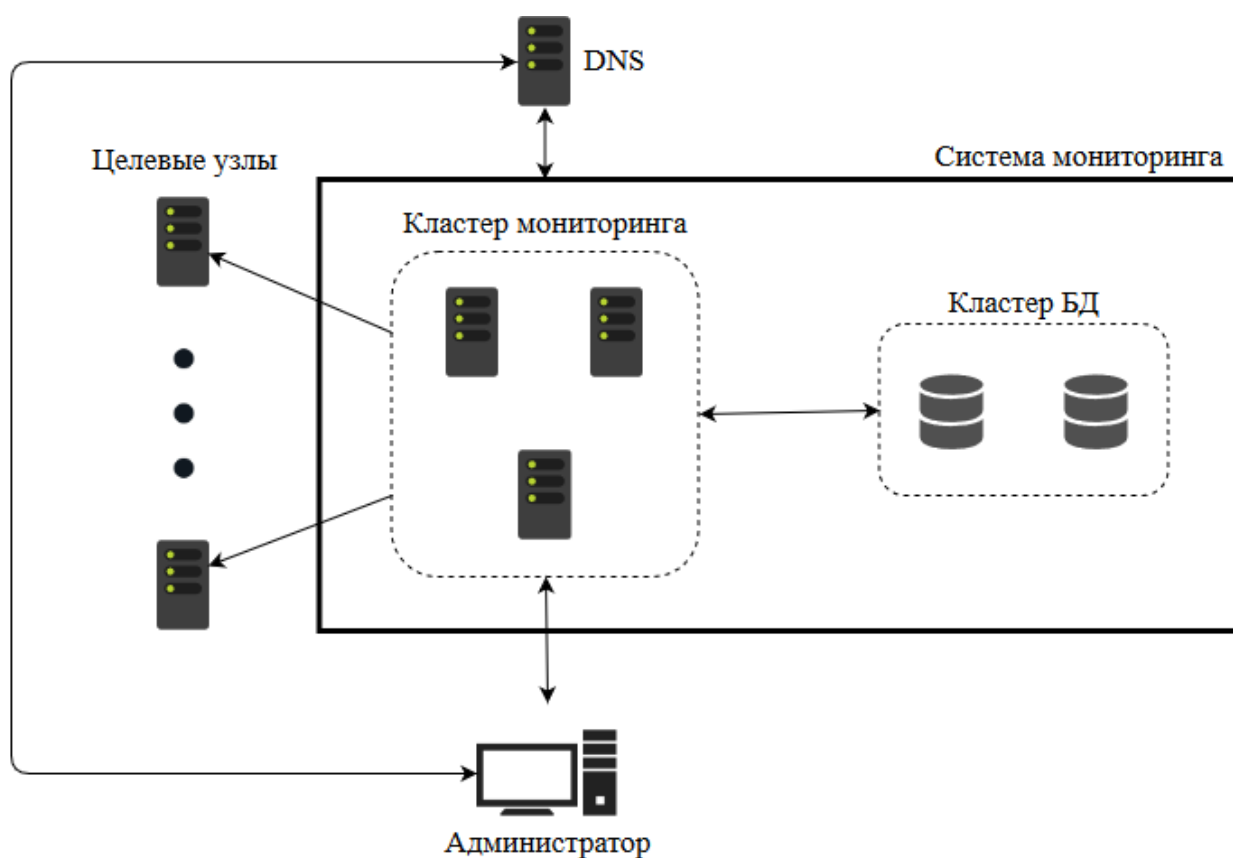 DNS
Целевые узлы
Система мониторинга
Кластер мониторинга
Кластер БД
Администратор